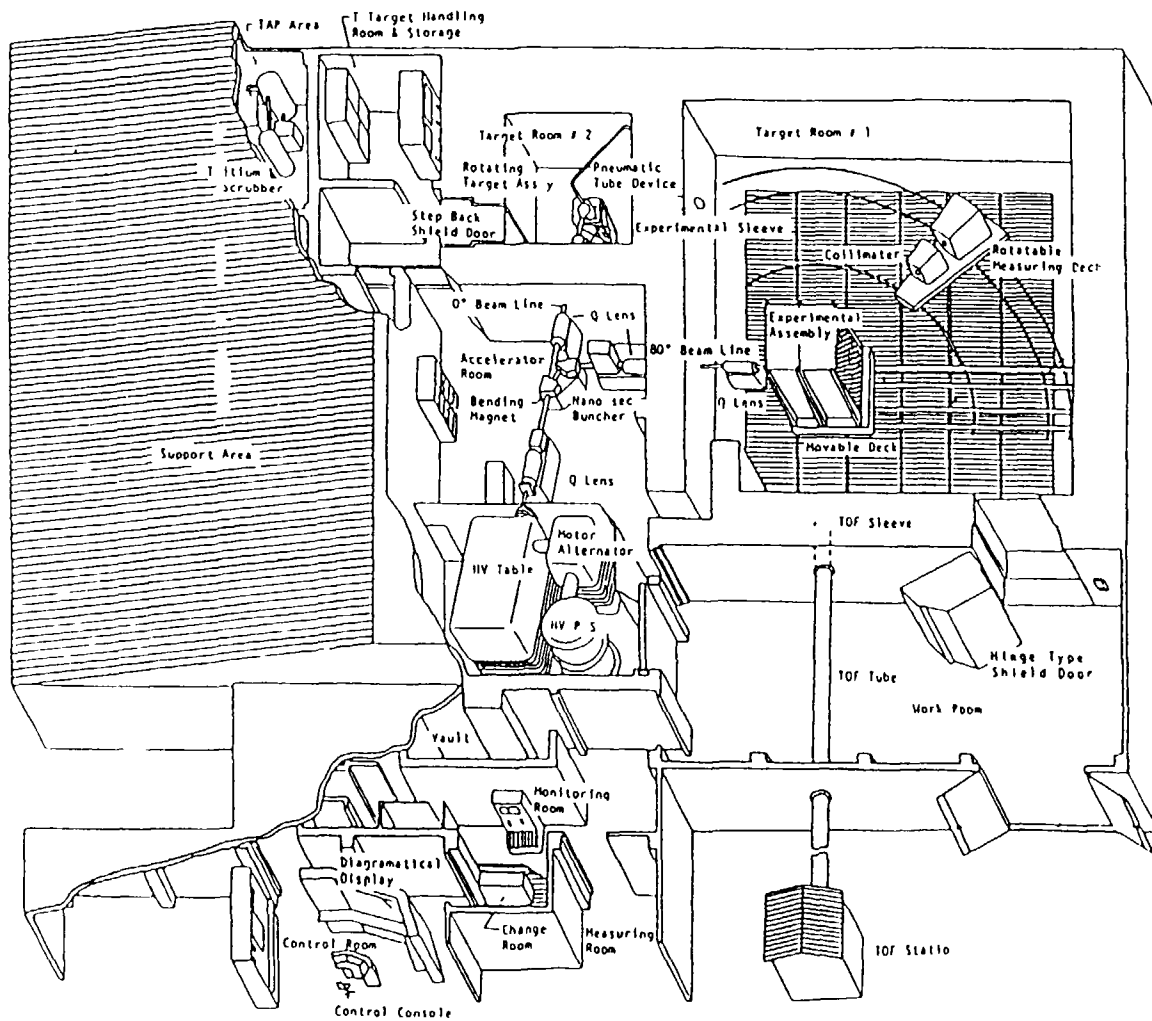 TAP Area
T Target Handling
Room & Storage
Target Room # 2
Target Room # 1
Scrubber
Rotating
Target Ass y
Pneumatic
Tube Device
Step Back
Shield Door
Experimental Sleeve
Collimater
Rotatable
Measuring Deck
0° Beam Line
Q Lens
Experimental
Assembly
Accelerator
Room
80° Beam Line
Bending
Magnet
Nano sec
Buncher
Q Lens
Movable Deck
Support Area
Q Lens
TOF Sleeve
Motor
Alternator
HV Table
HV P S
Hinge Type
Shield Door
TOF Tube
Work Room
Vault
Monitoring
Room
Diagramatical
Display
Change
Room
Measuring
Room
Control Room
TOF Statio
Control Console